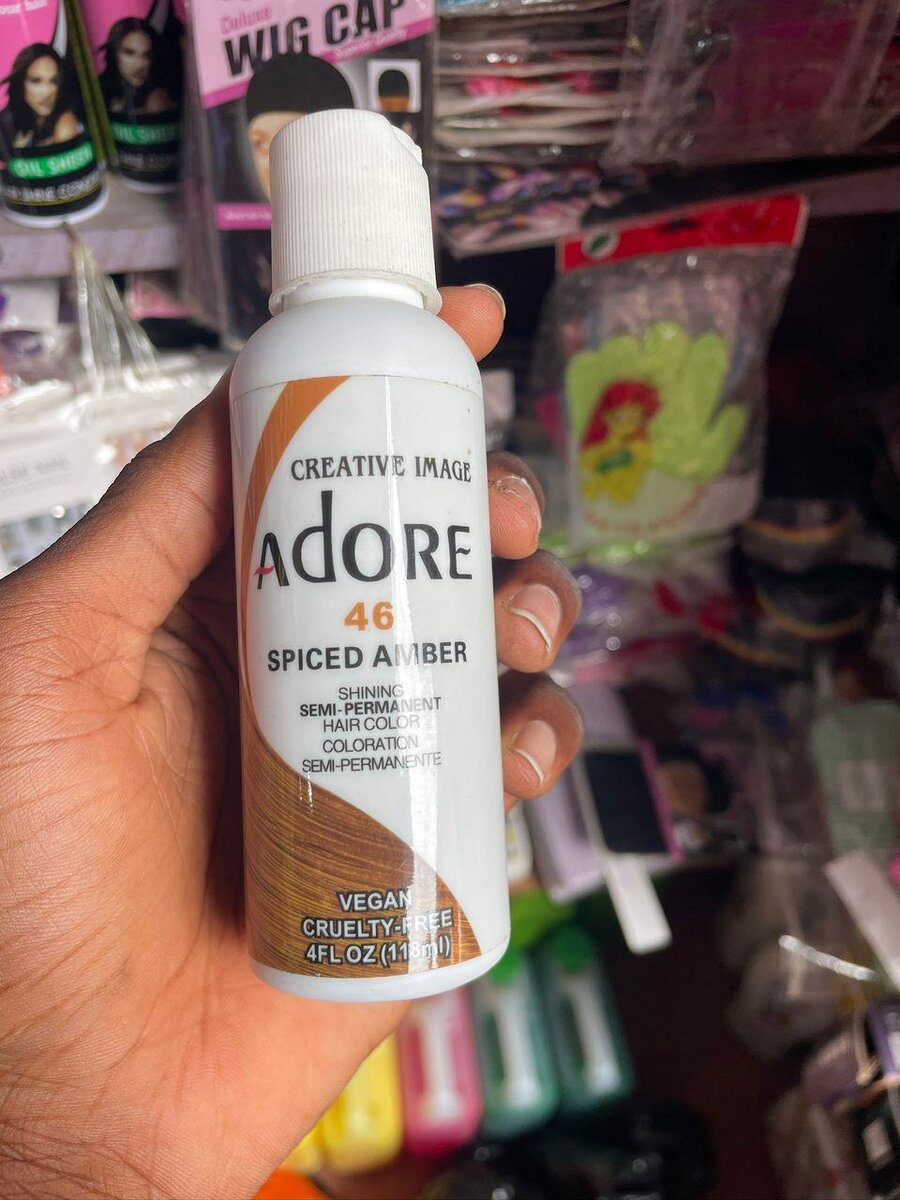 Deluxe
WIG CAP
OIL SHEEN
CREATIVE IMAGE
ADORE
46
SPICED AMBER
SHINING
SEMI-PERMANENT
HAIR COLOR
COLORATION
SEMI-PERMANENTE
VEGAN
CRUELTY-FREE
4FL OZ (118ml)